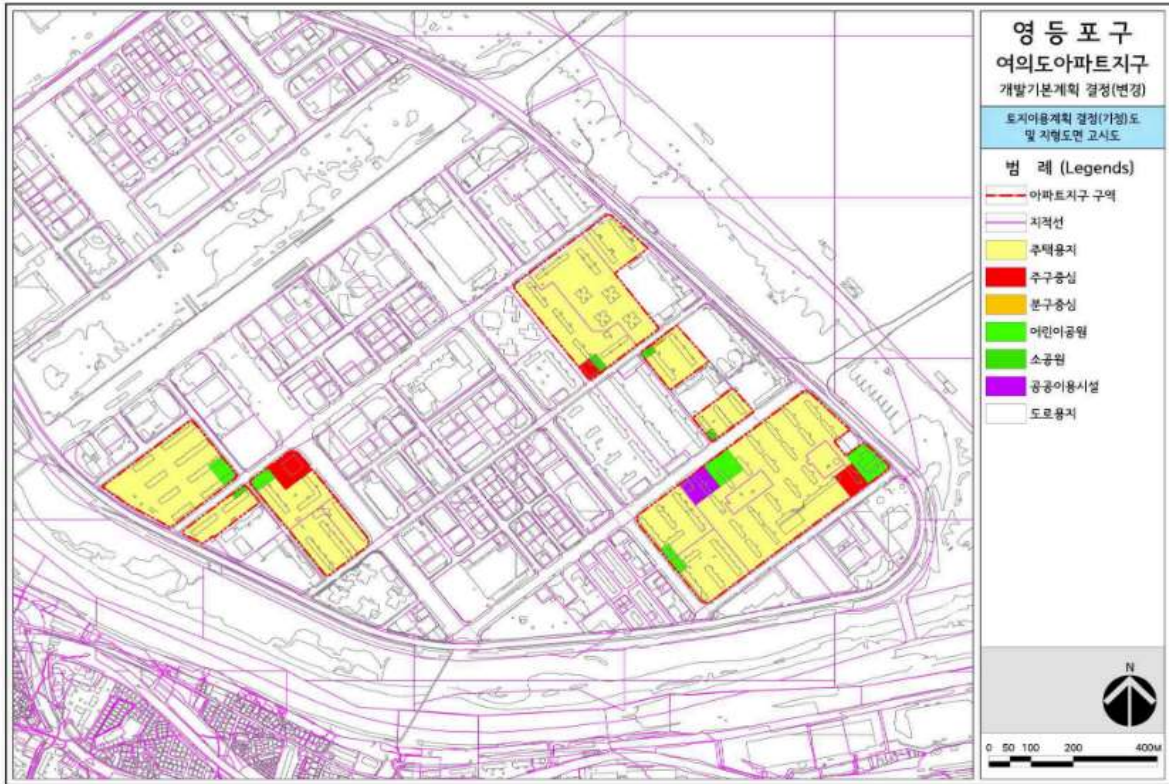 영등포구
여의도아파트지구
개발기본계획 결정(변경)
토지이용계획 결정(가정)도
및 지형도면 고시도
범 례 (Legends)
아파트지구 구역
지적선
주택용지
주구중심
분구중심
어린이공원
소공원
공공이용시설
도로용지
N
0 50 100 200 400M